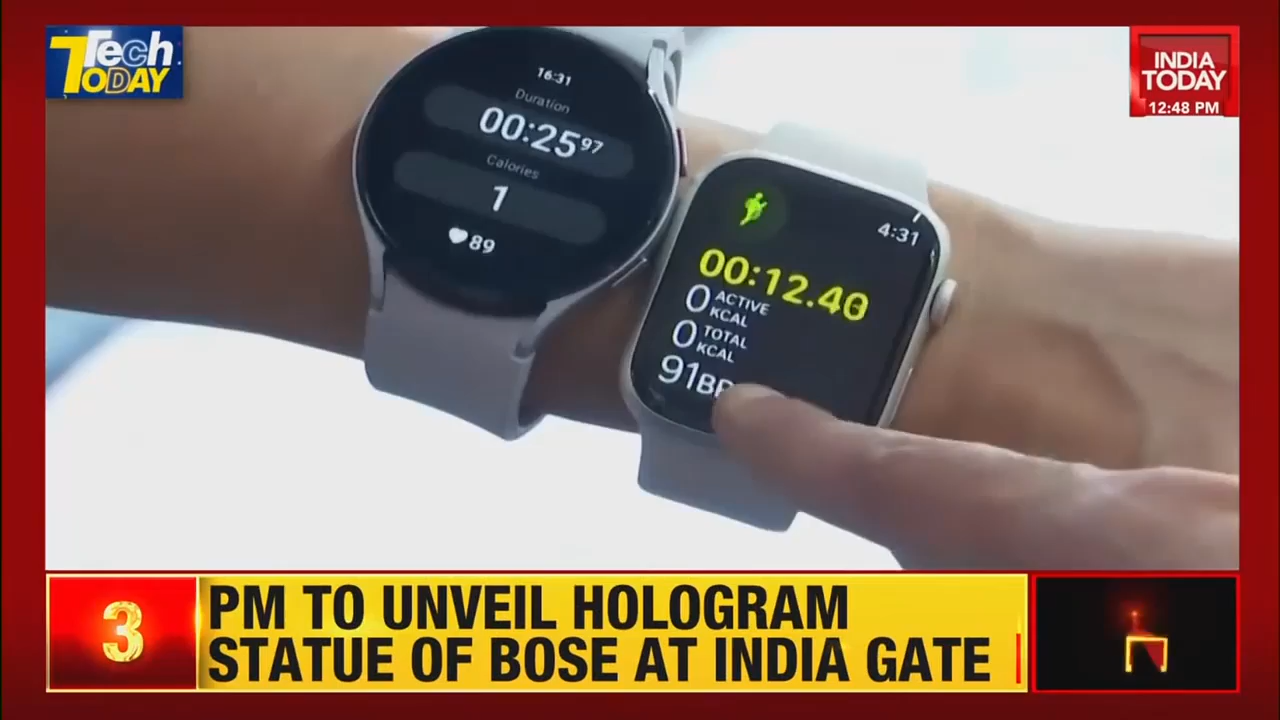 7Tech
TODAY
INDIA
TODAY
12:48 PM
16:31
Duration
00:25 97
Calories
1
89
4:31
00:12.40
0 ACTIVE
KCAL
0 TOTAL
KCAL
91
3
PM TO UNVEIL HOLOGRAM
STATUE OF BOSE AT INDIA GATE